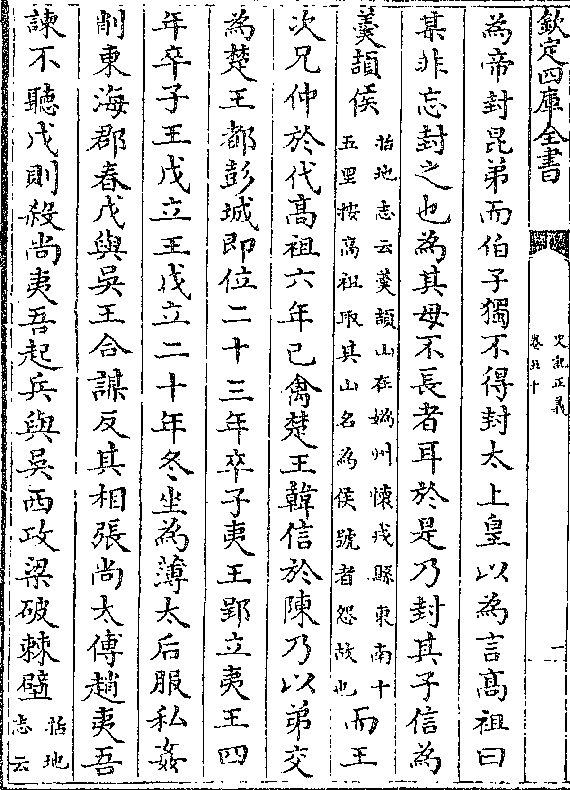 欽定四庫全書
史記正義
卷五十
一
為帝封昆弟而伯子獨不得封太上皇以為言高祖曰
某非忘封之也為其母不長者耳於是乃封其子信為
羹頡侯括地志云羹頡山在媯州懷戎縣東南十五里按高祖取其山名為侯號者怨故也而王
次兄仲於代高祖六年已禽楚王韓信於陳乃以弟交
為楚王都彭城即位二十三年卒子夷王郢立夷王四
年卒子王戊立王戊立二十年冬坐為薄太后服私姦
削東海郡春戊與吳王合謀反其相張尚太傅趙夷吾
諫不聽戊則殺尚夷吾起兵與吳西攻梁破棘壁括地志云